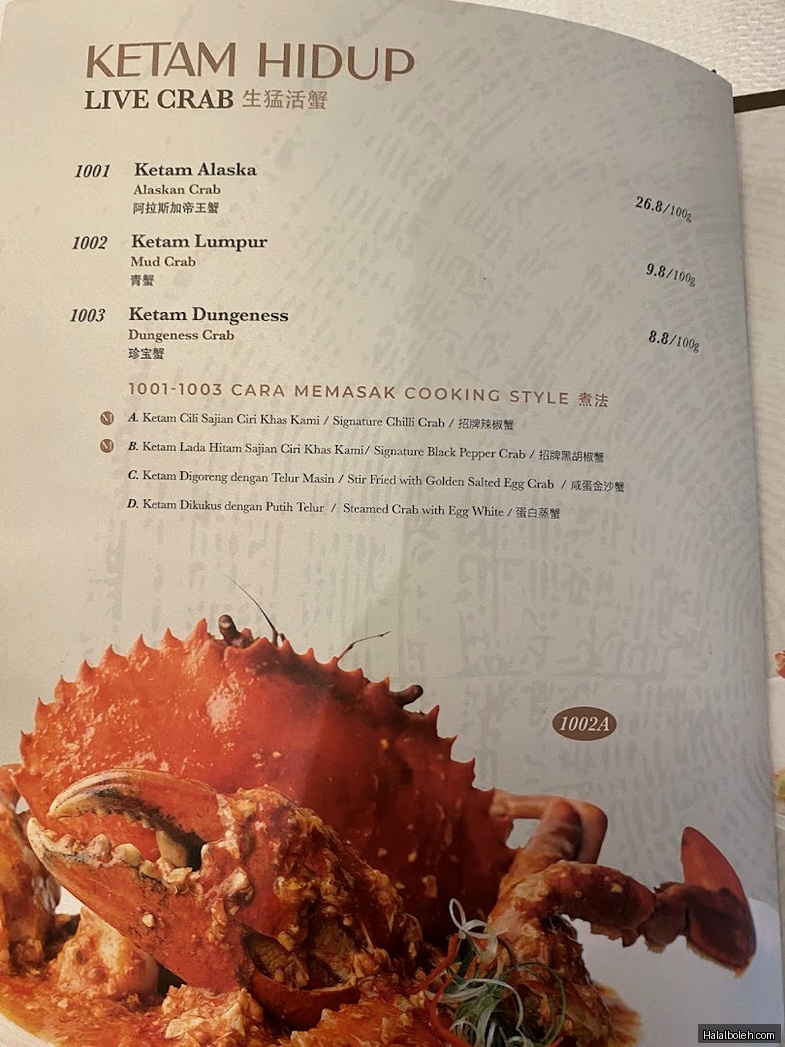 KETAM HIDUP
LIVE CRAB 生猛活蟹
1001 Ketam Alaska
Alaskan Crab
阿拉斯加帝王蟹
26.8/100g
1002 Ketam Lumpur
Mud Crab
青蟹
9.8/100g
1003 Ketam Dungeness
Dungeness Crab
珍宝蟹
8.8/100g
1001-1003 CARA MEMASAK COOKING STYLE 煮法
M A. Ketam Cili Sajian Ciri Khas Kami / Signature Chilli Crab / 招牌辣椒蟹
M B. Ketam Lada Hitam Sajian Ciri Khas Kami/ Signature Black Pepper Crab / 招牌黑胡椒蟹
C. Ketam Digoreng dengan Telur Masin / Stir Fried with Golden Salted Egg Crab / 咸蛋金沙蟹
D. Ketam Dikukus dengan Putih Telur / Steamed Crab with Egg White / 蛋白蒸蟹
1002A
Halalboleh.com